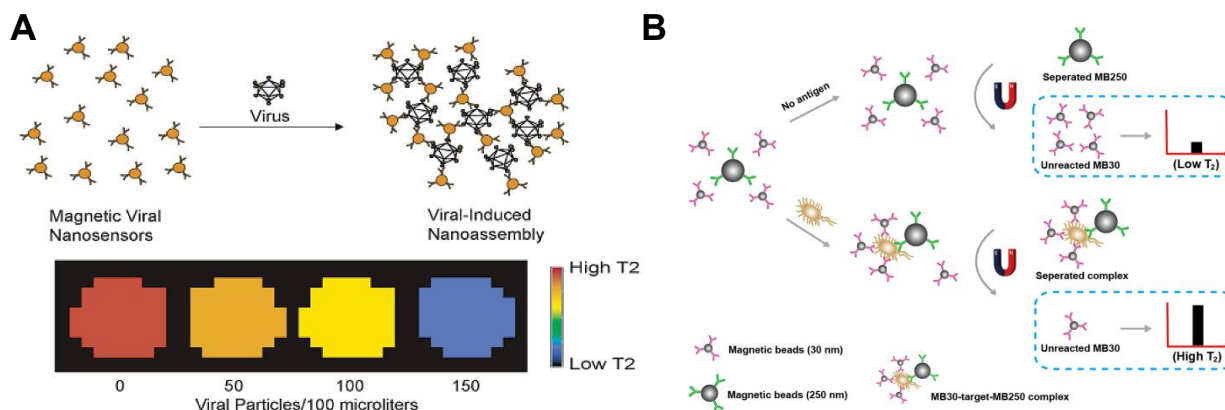 A
Virus
Magnetic Viral
Nanosensors
Viral-Induced
Nanoassembly
High T2
Low T2
0
50
100
150
Viral Particles/100 microliters
B
No antigen
Seperated MB250
Unreacted MB30
(Low T₂)
Seperated complex
Unreacted MB30
(High T₂)
Magnetic beads (30 nm)
Magnetic beads (250 nm)
MB30-target-MB250 complex